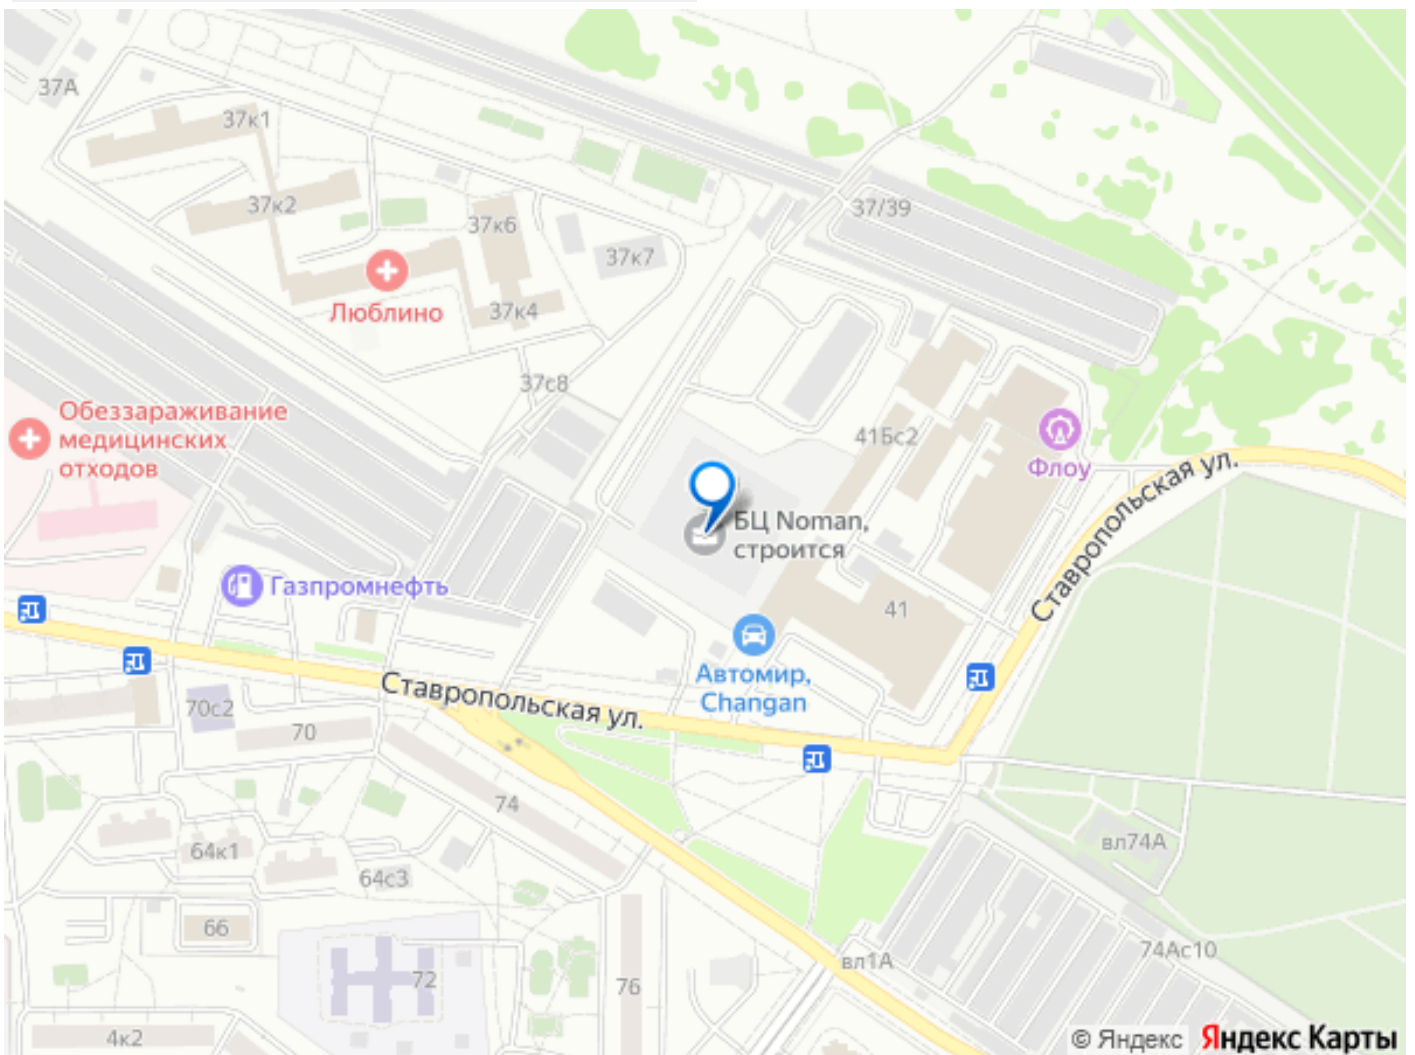 37А
37к1
37к2
37к6
37/39
37к7
Люблино
37к4
37с8
Обеззараживание
медицинских
отходов
41Бс2
Флоу
Ставропольская ул.
БЦ Noman,
строится
Газпромнефть
41
Автомир,
Changan
Ставропольская ул.
70с2
70
74
64к1
64с3
вл74А
66
72
76
вл1А
74Ас10
4к2
© Яндекс Яндекс Карты